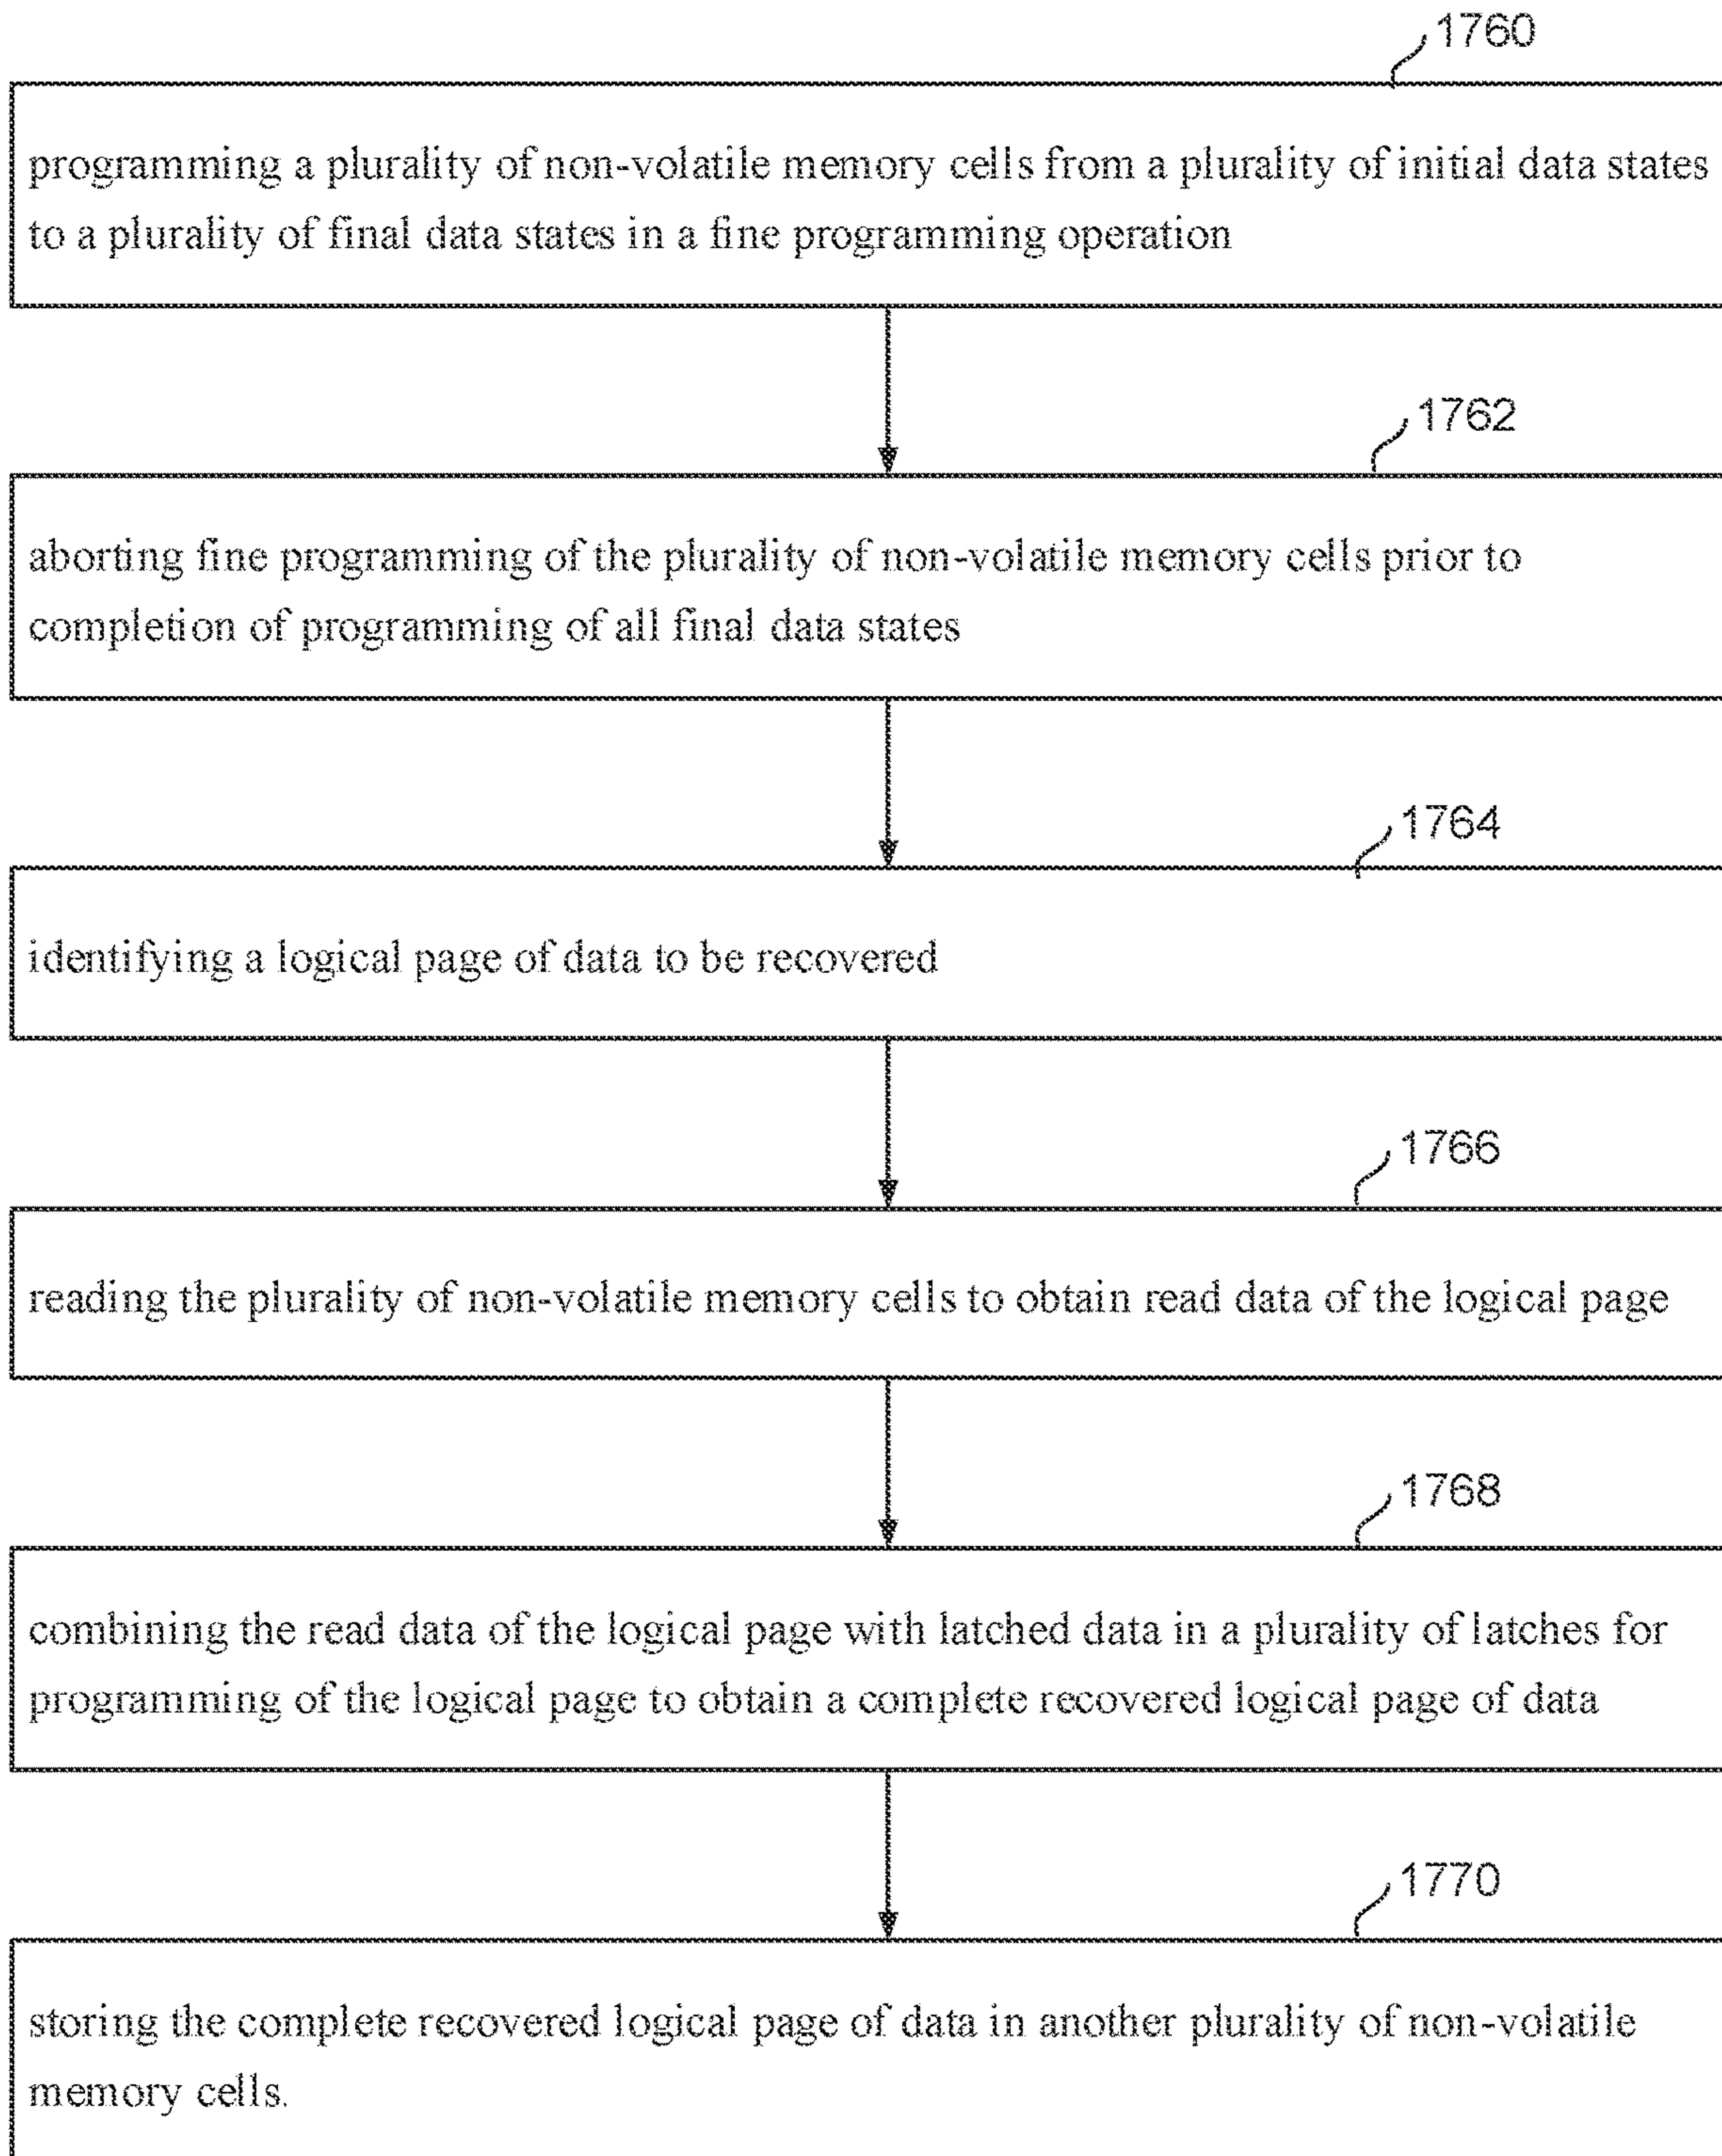 1760
programming a plurality of non-volatile memory cells from a plurality of initial data states
to a plurality of final data states in a fine programming operation
1762
aborting fine programming of the plurality of non-volatile memory cells prior to
completion of programming of all final data states
1764
identifying a logical page of data to be recovered
1766
reading the plurality of non-volatile memory cells to obtain read data of the logical page
1768
combining the read data of the logical page with latched data in a plurality of latches for
programming of the logical page to obtain a complete recovered logical page of data
1770
storing the complete recovered logical page of data in another plurality of non-volatile
memory cells.